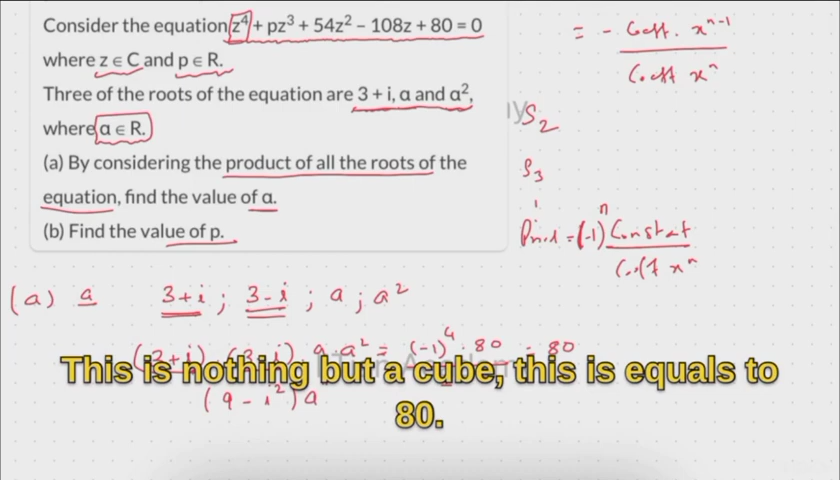 Consider the equation z⁴ + pz³ + 54z² – 108z + 80 = 0
where z ∈ C and p ∈ R.
Three of the roots of the equation are 3 + i, α and α²,
where α ∈ R.
(a) By considering the product of all the roots of the
equation, find the value of α.
(b) Find the value of p.
= - Coeff. xⁿ⁻¹
Coeff xⁿ
S₂
S₃
Prod = (-1)ⁿ Constat
Coeff xⁿ
(a) a 3+i ; 3-i ; a ; a²
(3+i) (3-i) a·a² = (-1)⁴ · 80 = 80
(9 - i²) a
This is nothing but a cube, this is equals to
80.